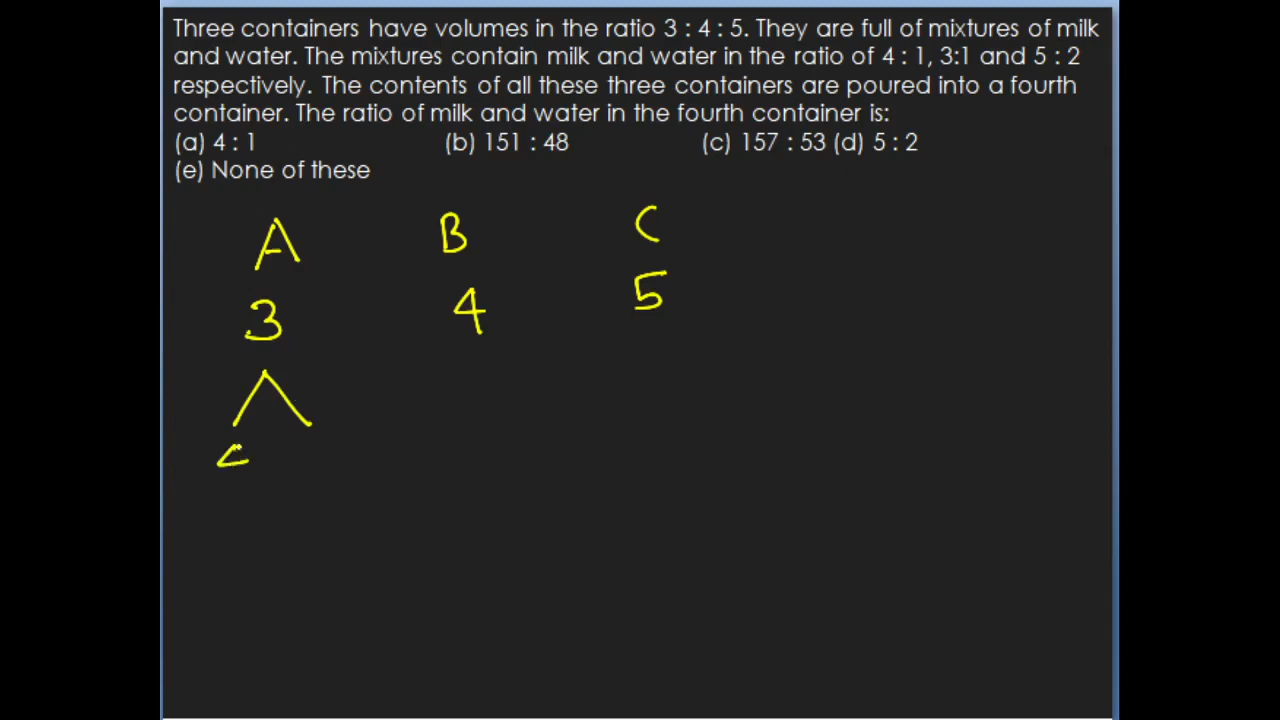 Three containers have volumes in the ratio 3 : 4 : 5. They are full of mixtures of milk
and water. The mixtures contain milk and water in the ratio of 4 : 1, 3:1 and 5 : 2
respectively. The contents of all these three containers are poured into a fourth
container. The ratio of milk and water in the fourth container is:
(a) 4 : 1 (b) 151 : 48 (c) 157 : 53 (d) 5 : 2
(e) None of these
A B C
3 4 5